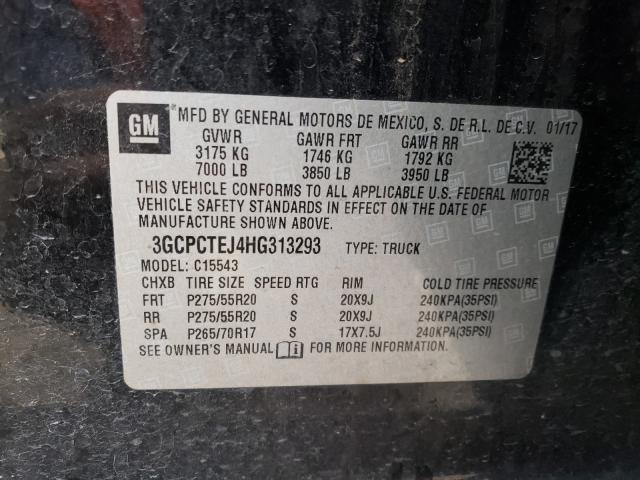 GM
MFD BY GENERAL MOTORS DE MEXICO, S. DE R.L. DE C.V. 01/17
GVWR GAWR FRT GAWR RR
3175 KG 1746 KG 1792 KG
7000 LB 3850 LB 3950 LB
THIS VEHICLE CONFORMS TO ALL APPLICABLE U.S. FEDERAL MOTOR
VEHICLE SAFETY STANDARDS IN EFFECT ON THE DATE OF
MANUFACTURE SHOWN ABOVE.
3GCPCTEJ4HG313293 TYPE: TRUCK
MODEL: C15543
CHXB TIRE SIZE SPEED RTG RIM COLD TIRE PRESSURE
FRT P275/55R20 S 20X9J 240KPA(35PSI)
RR P275/55R20 S 20X9J 240KPA(35PSI)
SPA P265/70R17 S 17X7.5J 240KPA(35PSI)
SEE OWNER'S MANUAL FOR MORE INFORMATION.